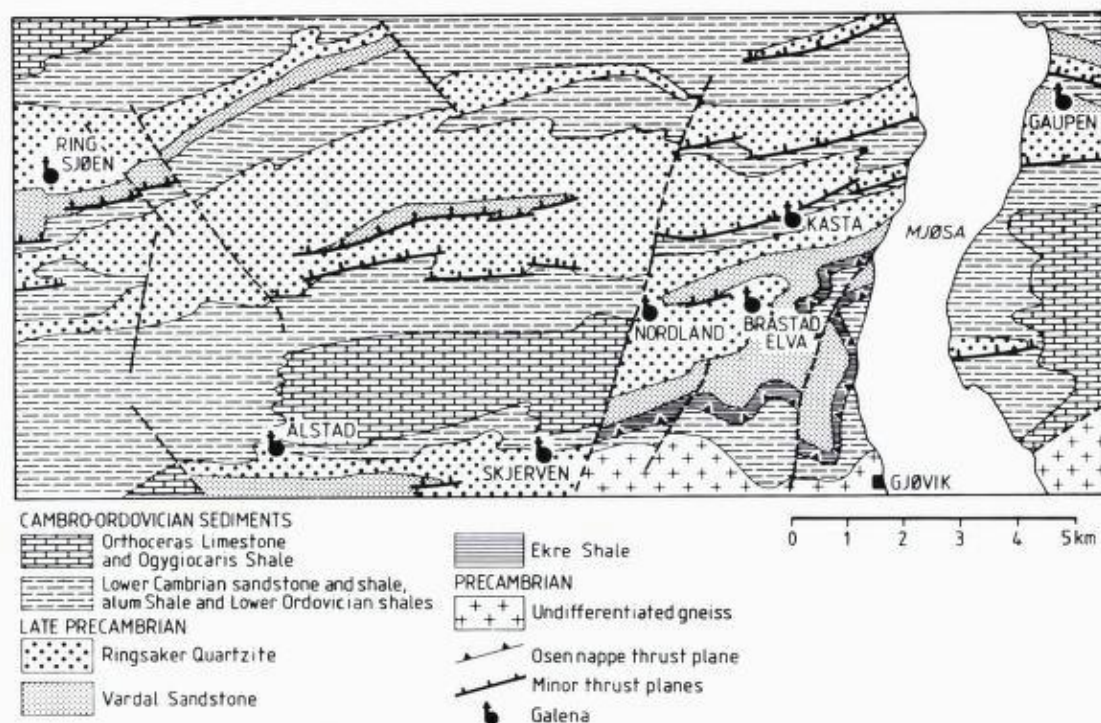 RING
SJØEN
GAUPEN
KASTA
MJØSA
NORDLAND
BRÅSTAD
ELVA
ÅLSTAD
SKJERVEN
GJØVIK
CAMBRO-ORDOVICIAN SEDIMENTS
Orthoceras Limestone
and Ogygiocaris Shale
Lower Cambrian sandstone and shale,
alum Shale and Lower Ordovician shales
LATE PRECAMBRIAN
Ringsaker Quartzite
Vardal Sandstone
0 1 2 3 4 5 km
Ekre Shale
PRECAMBRIAN
Undifferentiated gneiss
Osen nappe thrust plane
Minor thrust planes
Galena